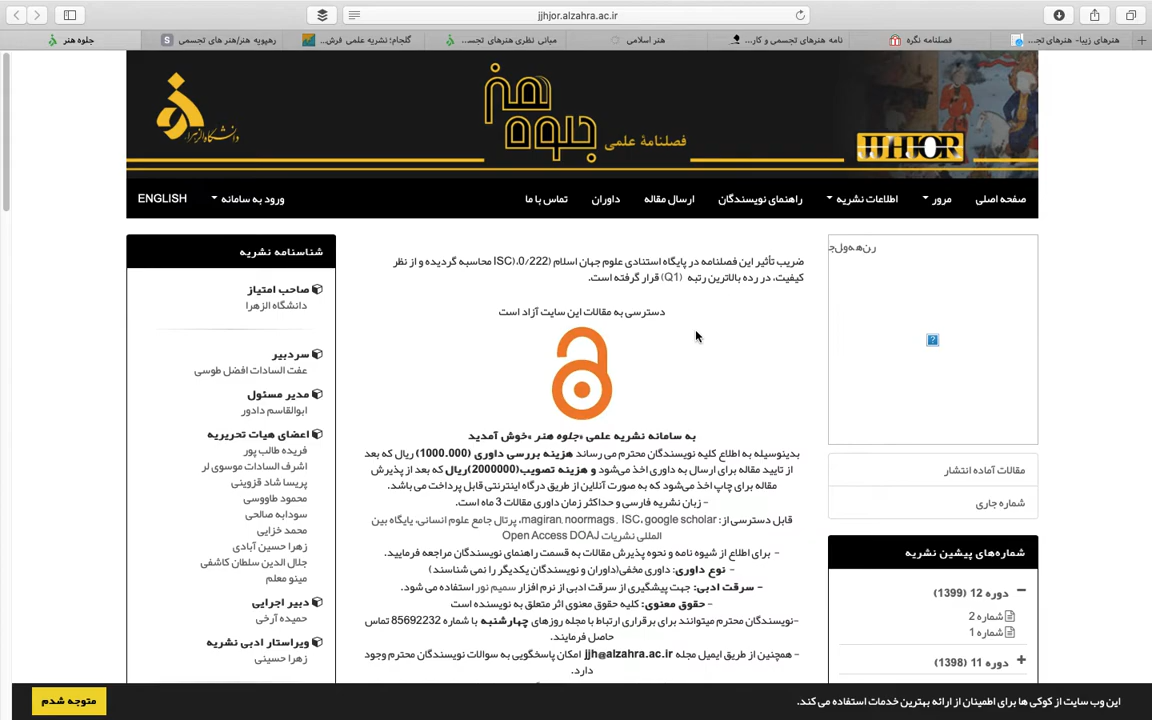 jjhjor.alzahra.ac.ir
جلوه هنر
رهپویه هنر/هنر های تجسمی
گلجام؛ نشریه علمی فرش...
مبانی نظری هنرهای تجس...
هنر اسلامی
نامه هنرهای تجسمی و کار...
فصلنامه نگره
هنرهای زیبا- هنرهای تج...
دانشگاه الزهرا
فصلنامهٔ علمی جلوه هنر
JJHJOR
صفحه اصلی
مرور
اطلاعات نشریه
راهنمای نویسندگان
ارسال مقاله
داوران
تماس با ما
ورود به سامانه
ENGLISH
مقالات آماده انتشار
شماره جاری
شماره‌های پیشین نشریه
دوره 12 (1399)
شماره 2
شماره 1
دوره 11 (1398)
ضریب تأثیر این فصلنامه در پایگاه استنادی علوم جهان اسلام (ISC)،0/222 محاسبه گردیده و از نظر
کیفیت، در رده بالاترین رتبه (Q1) قرار گرفته است.
دسترسی به مقالات این سایت آزاد است
به سامانه نشریه علمی «جلوه هنر »خوش آمدید
بدینوسیله به اطلاع کلیه نویسندگان محترم می رساند هزینه بررسی داوری (1000.000) ریال که بعد
از تایید مقاله برای ارسال به داوری اخذ می‌شود و هزینه تصویب(2000000)ریال که بعد از پذیرش
مقاله برای چاپ اخذ می‌شود که به صورت آنلاین از طریق درگاه اینترنتی قابل پرداخت می باشد.
- زبان نشریه فارسی و حداکثر زمان داوری مقالات 3 ماه است.
قابل دسترسی از: magiran, noormags, ISC، google scholar, پرتال جامع علوم انسانی، پایگاه بین
المللی نشریات Open Access DOAJ
- برای اطلاع از شیوه نامه و نحوه پذیرش مقالات به قسمت راهنمای نویسندگان مراجعه فرمایید.
- نوع داوری: داوری مخفی(داوران و نویسندگان یکدیگر را نمی شناسند)
- سرقت ادبی: جهت پیشگیری از سرقت ادبی از نرم افزار سمیم نور استفاده می شود.
- حقوق معنوی: کلیه حقوق معنوی اثر متعلق به نویسنده است
-نویسندگان محترم میتوانند برای برقراری ارتباط با مجله روزهای چهارشنبه با شماره 85692232 تماس
حاصل فرمایند.
- همچنین از طریق ایمیل مجله jjh@alzahra.ac.ir امکان پاسخگویی به سوالات نویسندگان محترم وجود
دارد.
شناسنامه نشریه
صاحب امتیاز
دانشگاه الزهرا
سردبیر
عفت السادات افضل طوسی
مدیر مسئول
ابوالقاسم دادور
اعضای هیات تحریریه
فریده طالب پور
اشرف السادات موسوی لر
پریسا شاد قزوینی
محمود طاووسی
سودابه صالحی
محمد خزایی
زهرا حسین آبادی
جلال الدین سلطان کاشفی
مینو معلم
دبیر اجرایی
حمیده آرخی
ویراستار ادبی نشریه
زهرا حسینی
این وب سایت از کوکی ها برای اطمینان از ارائه بهترین خدمات استفاده می کند.
متوجه شدم